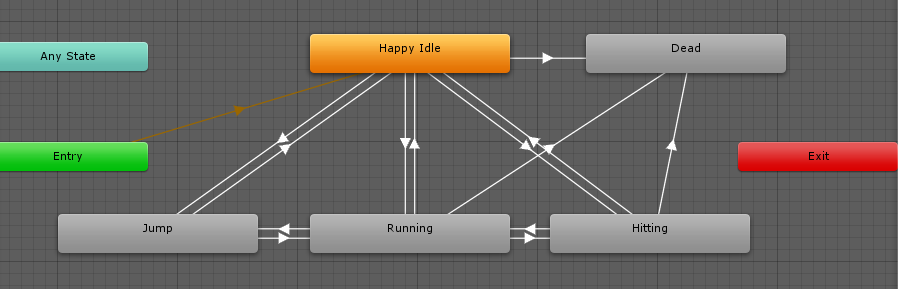 Any State
Happy Idle
Dead
Entry
Exit
Jump
Running
Hitting